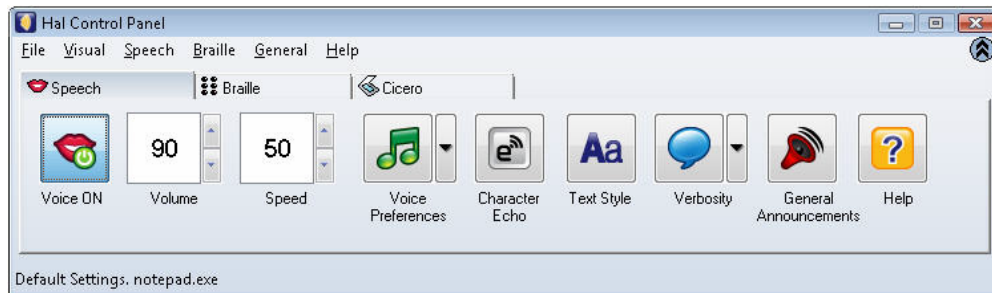 Hal Control Panel
File Visual Speech Braille General Help
Speech Braille Cicero
90 50 e Aa ?
Voice ON Volume Speed Voice Preferences Character Echo Text Style Verbosity General Announcements Help
Default Settings. notepad.exe